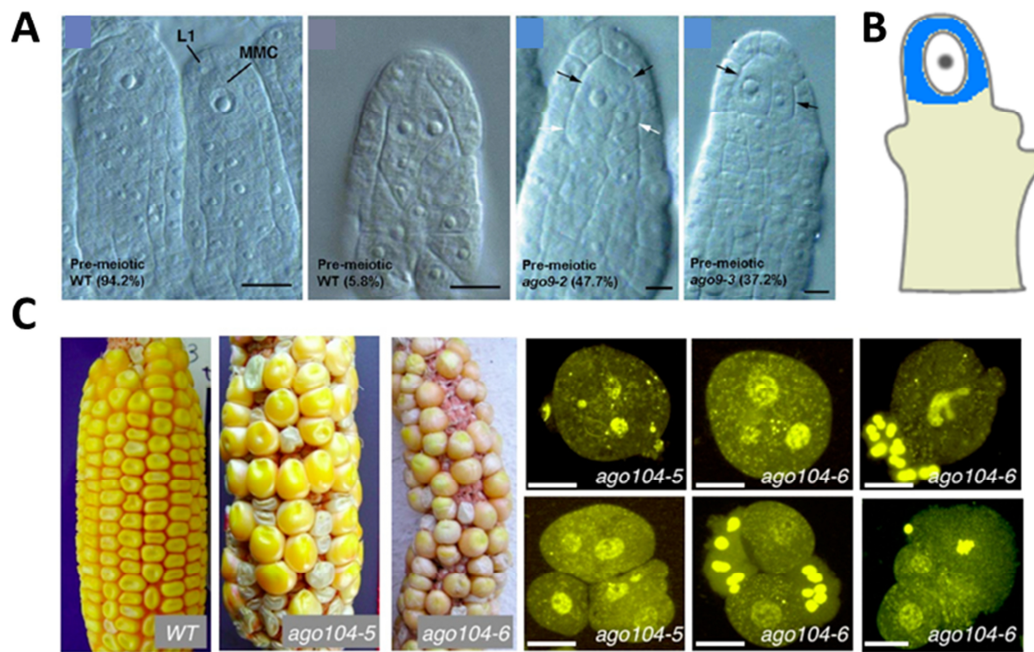 A
L1
MMC
Pre-meiotic
WT (94.2%)
Pre-meiotic
WT (5.8%)
Pre-meiotic
ago9-2 (47.7%)
Pre-meiotic
ago9-3 (37.2%)
B
C
3
WT
ago104-5
ago104-6
ago104-5
ago104-6
ago104-6
ago104-5
ago104-6
ago104-6